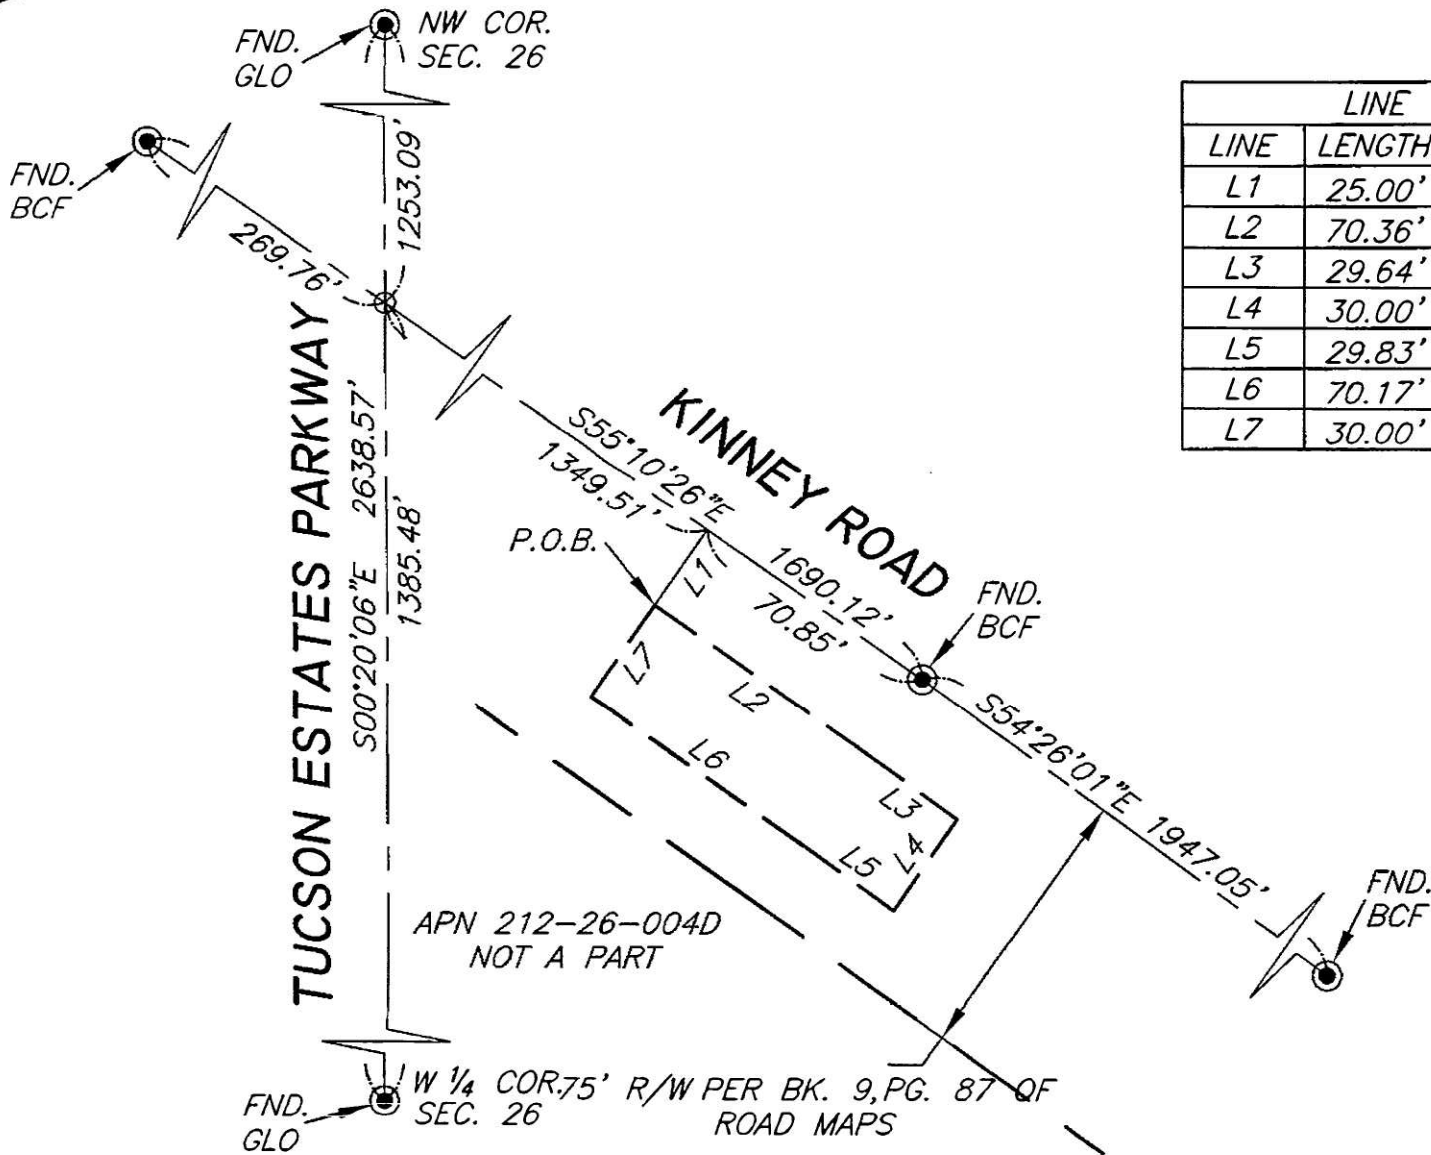 NW COR.
SEC. 26
FND.
GLO
FND.
BCF
1253.09'
269.76'
TUCSON ESTATES PARKWAY
S00°20'06"E 2638.57'
1385.48'
KINNEY ROAD
S55°10'26"E
1349.51'
1690.12'
70.85'
P.O.B.
L1
L7
L2
L6
L3
L4
L5
FND.
BCF
S54°26'01"E 1947.05'
FND.
BCF
APN 212-26-004D
NOT A PART
W 1/4 COR.
SEC. 26
FND.
GLO
75' R/W PER BK. 9, PG. 87 OF
ROAD MAPS
LINE
LINE LENGTH
L1 25.00'
L2 70.36'
L3 29.64'
L4 30.00'
L5 29.83'
L6 70.17'
L7 30.00'